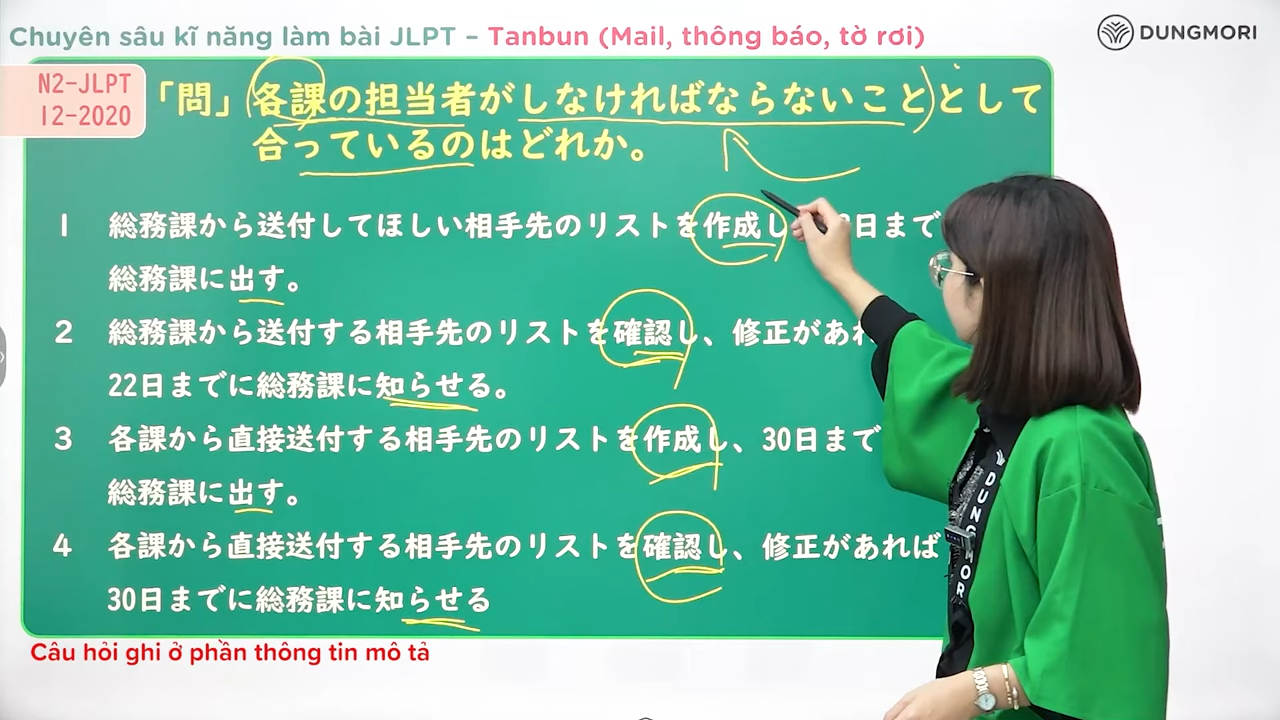 Chuyên sâu kĩ năng làm bài JLPT – Tanbun (Mail, thông báo, tờ rơi)
DUNGMORI
N2-JLPT
12-2020
「問」(各課の担当者がしなければならないこと)として
合っているのはどれか。
1 総務課から送付してほしい相手先のリストを作成し 日まで
総務課に出す。
2 総務課から送付する相手先のリストを確認し、修正があれ
22日までに総務課に知らせる。
3 各課から直接送付する相手先のリストを作成し、30日まで
総務課に出す。
4 各課から直接送付する相手先のリストを確認し、修正があれば
30日までに総務課に知らせる
Câu hỏi ghi ở phần thông tin mô tả